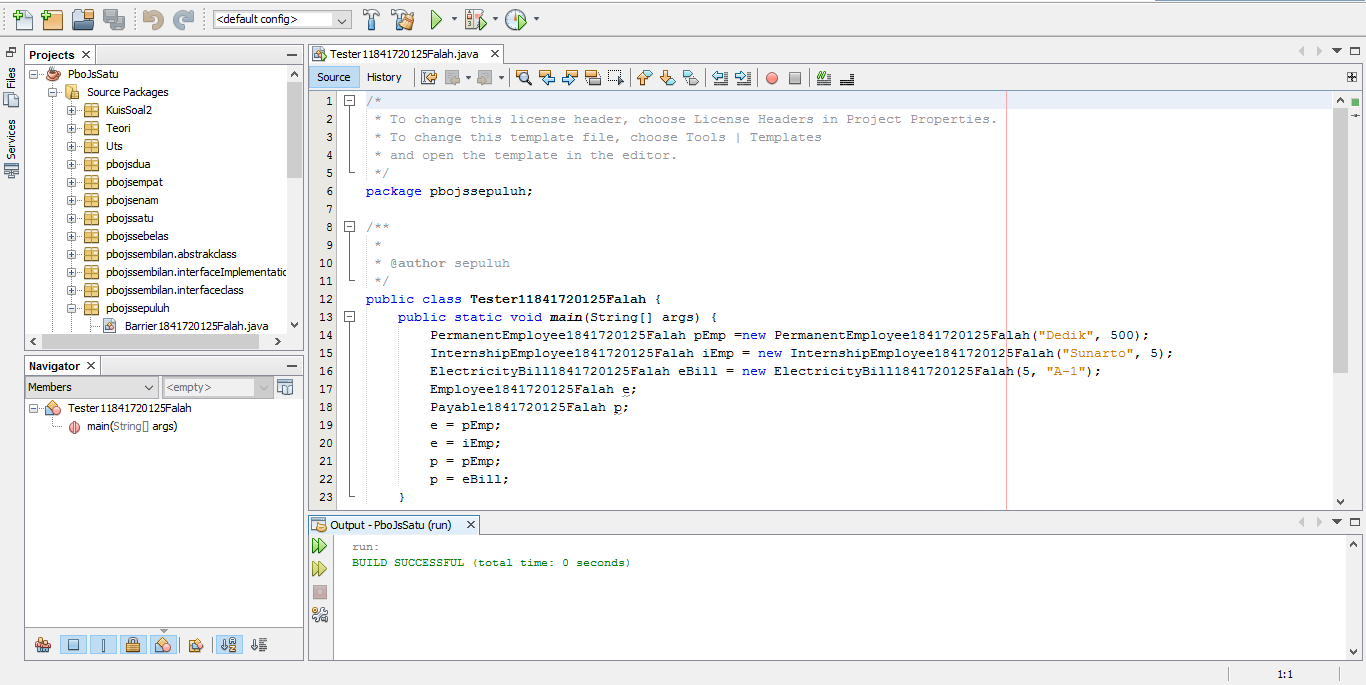 <default config>
Projects
Files
Services
PboJsSatu
Source Packages
KuisSoal2
Teori
Uts
pbojsdua
pbojsempat
pbojsenam
pbojssatu
pbojssebelas
pbojssembilan.abstrakclass
pbojssembilan.interfaceImplementatic
pbojssembilan.interfaceclass
pbojssepuluh
Barrier1841720125Falah.java
Navigator
Members
<empty>
Tester11841720125Falah
main(String[] args)
Tester11841720125Falah.java
Source History
1 /*
2 * To change this license header, choose License Headers in Project Properties.
3 * To change this template file, choose Tools | Templates
4 * and open the template in the editor.
5 */
6 package pbojssepuluh;
7
8 /**
9 *
10 * @author sepuluh
11 */
12 public class Tester11841720125Falah {
13 public static void main(String[] args) {
14 PermanentEmployee1841720125Falah pEmp =new PermanentEmployee1841720125Falah("Dedik", 500);
15 InternshipEmployee1841720125Falah iEmp = new InternshipEmployee1841720125Falah("Sunarto", 5);
16 ElectricityBill1841720125Falah eBill = new ElectricityBill1841720125Falah(5, "A-1");
17 Employee1841720125Falah e;
18 Payable1841720125Falah p;
19 e = pEmp;
20 e = iEmp;
21 p = pEmp;
22 p = eBill;
23 }
Output - PboJsSatu (run)
run:
BUILD SUCCESSFUL (total time: 0 seconds)
1:1